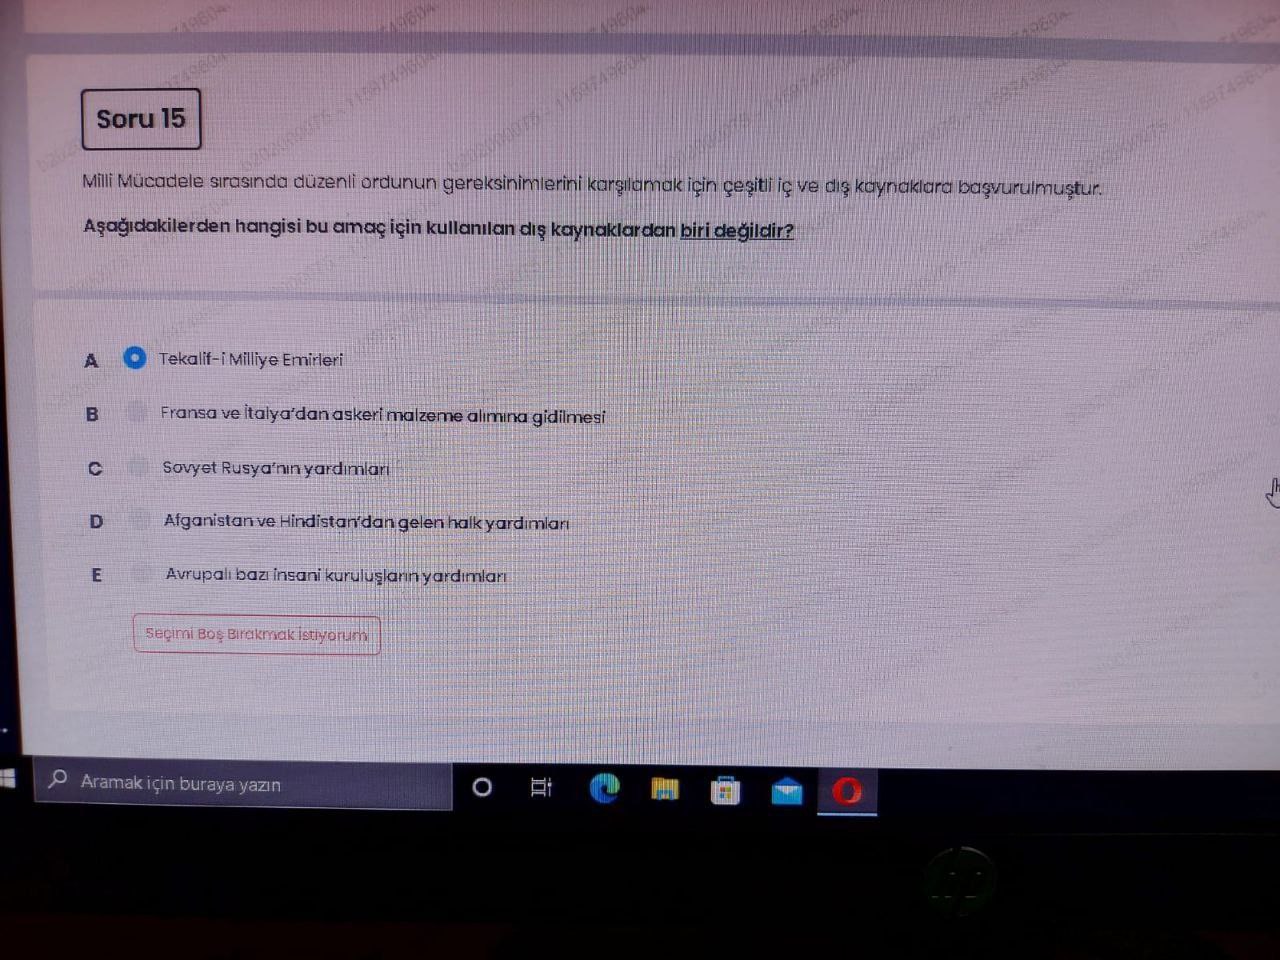 Soru 15
Milli Mücadele sırasında düzenli ordunun gereksinimlerini karşılamak için çeşitli iç ve dış kaynaklara başvurulmuştur.
Aşağıdakilerden hangisi bu amaç için kullanılan dış kaynaklardan biri değildir?
A Tekalif-i Milliye Emirleri
B Fransa ve İtalya'dan askeri malzeme alımına gidilmesi
C Sovyet Rusya'nın yardımları
D Afganistan ve Hindistan'dan gelen halk yardımları
E Avrupalı bazı insani kuruluşların yardımları
Seçimi Boş Bırakmak İstiyorum
Aramak için buraya yazın
hp